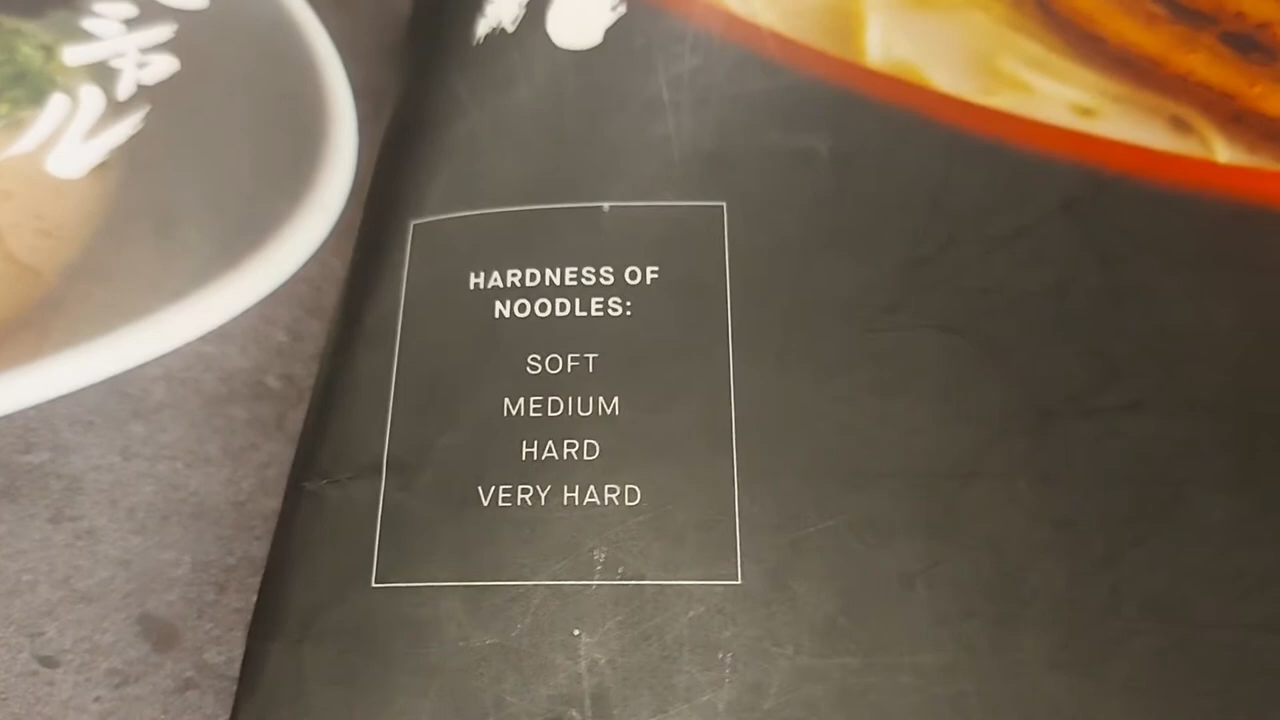 HARDNESS OF
NOODLES:
SOFT
MEDIUM
HARD
VERY HARD